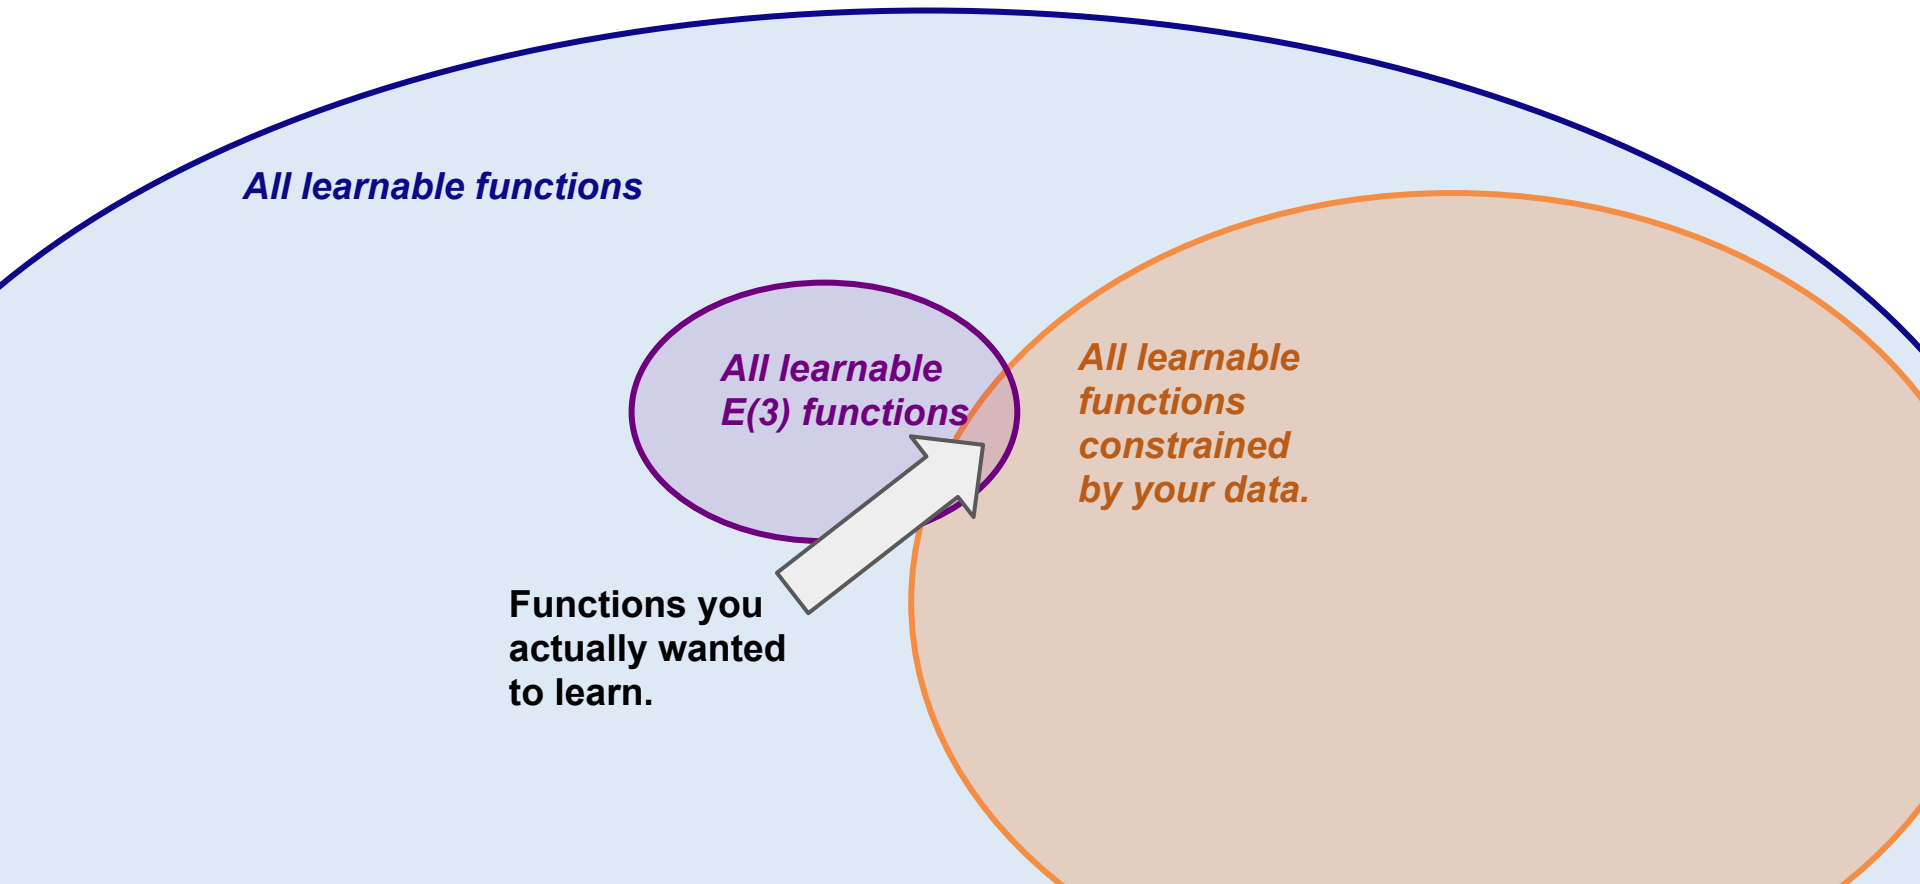 All learnable functions
All learnable
E(3) functions
All learnable
functions
constrained
by your data.
Functions you
actually wanted
to learn.